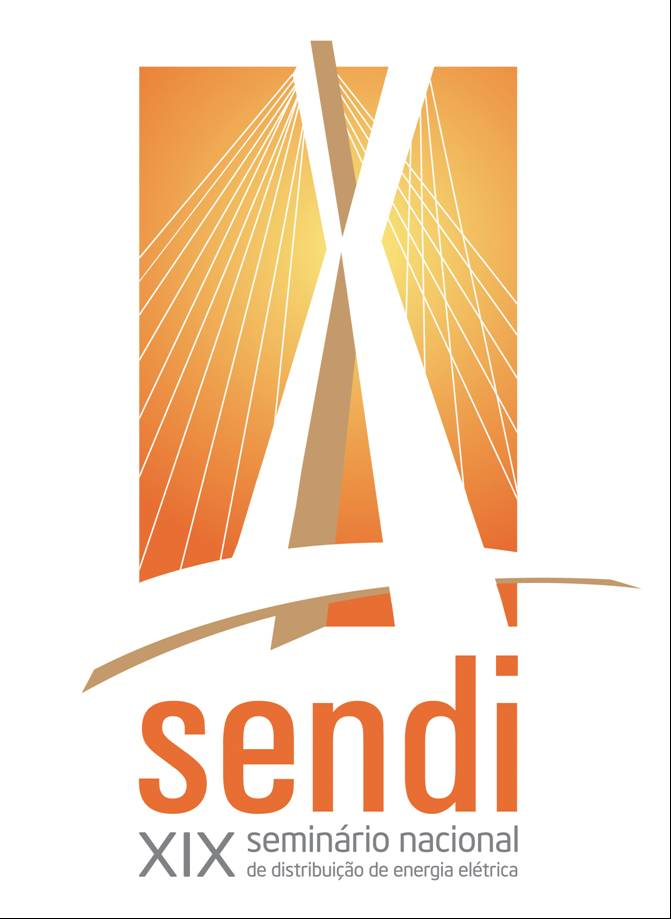 sendi
XIX seminário nacional
de distribuição de energia elétrica